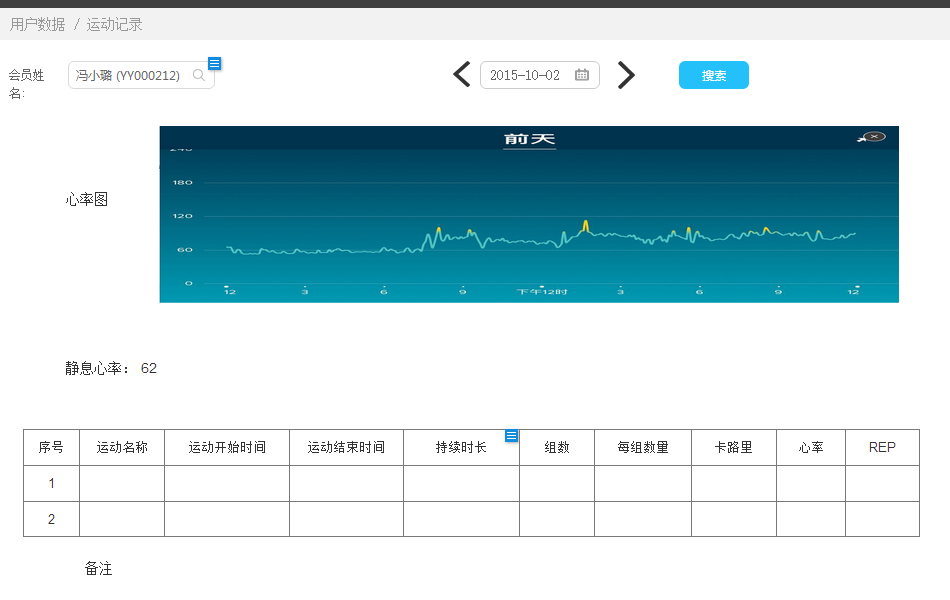 用户数据 / 运动记录
会员姓名:
冯小璐 (YY000212)
2015-10-02
搜索
前天
心率图
240
180
120
60
0
12 3 6 9 下午12时 3 6 9 12
静息心率: 62
序号 运动名称 运动开始时间 运动结束时间 持续时长 组数 每组数量 卡路里 心率 REP
1
2
备注